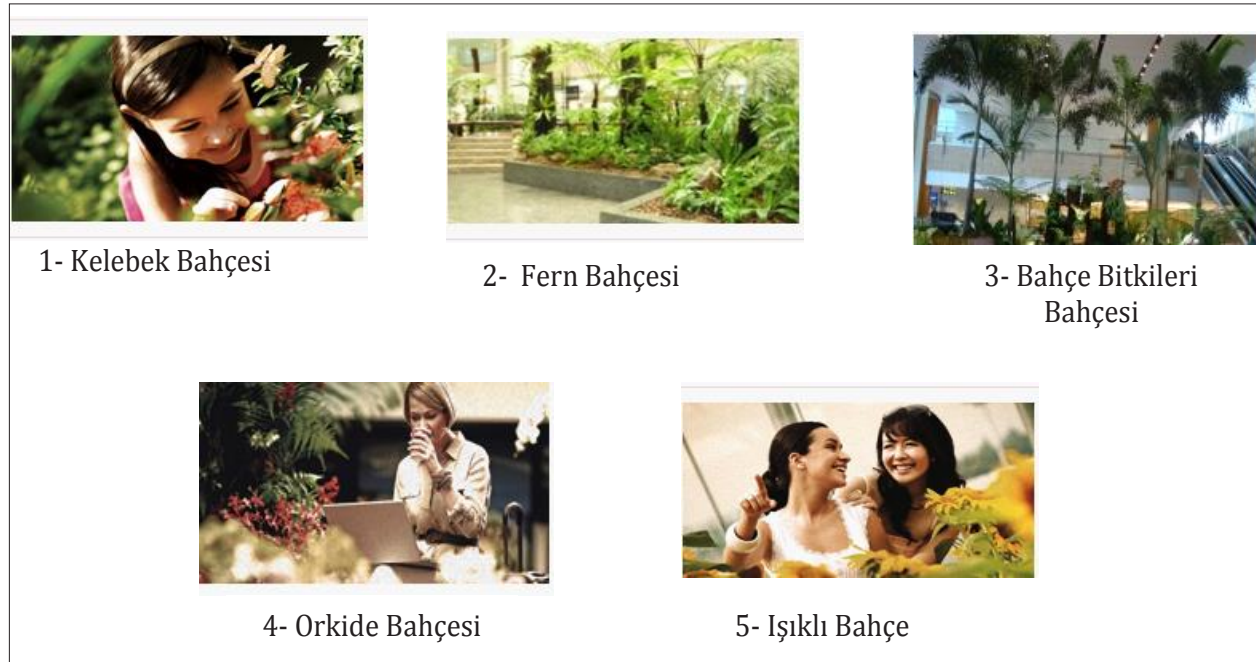 1- Kelebek Bahçesi
2- Fern Bahçesi
3- Bahçe Bitkileri
Bahçesi
4- Orkide Bahçesi
5- Işıklı Bahçe